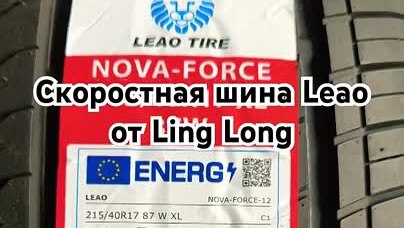 LEAO TIRE
NOVA-FORCE
Скоростная шина Leao
от Ling Long
ENERG
LEAO
NOVA-FORCE-12
215/40R17 87 W XL
C1